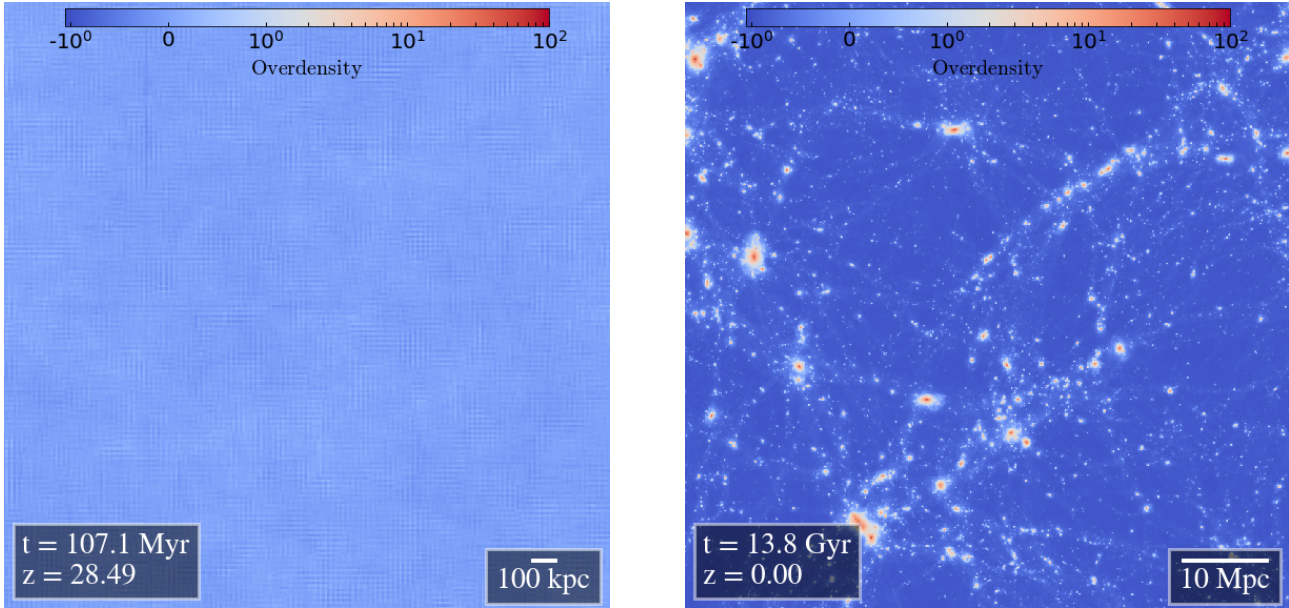 -10⁰ 0 10⁰ 10¹ 10²
Overdensity
t = 107.1 Myr
z = 28.49
100 kpc
-10⁰ 0 10⁰ 10¹ 10²
Overdensity
t = 13.8 Gyr
z = 0.00
10 Mpc